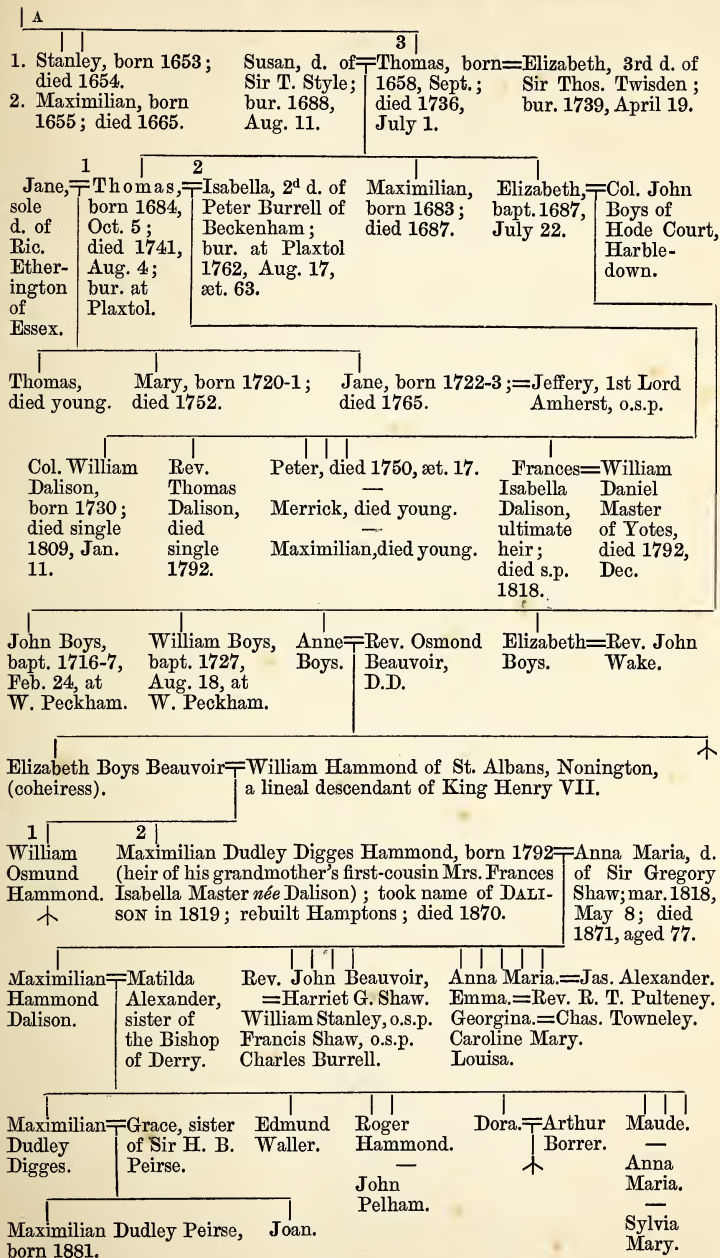 A
1. Stanley, born 1653;
died 1654.
2. Maximilian, born
1655; died 1665.
Susan, d. of
Sir T. Style;
bur. 1688,
Aug. 11.
3
Thomas, born
1658, Sept.;
died 1736,
July 1.
Elizabeth, 3rd d. of
Sir Thos. Twisden;
bur. 1739, April 19.
Jane,
sole
d. of
Ric.
Ether-
ington
of
Essex.
1
2
Thomas,
born 1684,
Oct. 5;
died 1741,
Aug. 4;
bur. at
Plaxtol.
Isabella, 2d d. of
Peter Burrell of
Beckenham;
bur. at Plaxtol
1762, Aug. 17,
æt. 63.
Maximilian,
born 1683;
died 1687.
Elizabeth,
bapt. 1687,
July 22.
Col. John
Boys of
Hode Court,
Harble-
down.
Thomas,
died young.
Mary, born 1720-1;
died 1752.
Jane, born 1722-3;
died 1765.
=Jeffery, 1st Lord
Amherst, o.s.p.
Col. William
Dalison,
born 1730;
died single
1809, Jan.
11.
Rev.
Thomas
Dalison,
died
single
1792.
Peter, died 1750, æt. 17.
—
Merrick, died young.
—
Maximilian, died young.
Frances=William
Isabella
Dalison,
ultimate
heir;
died s.p.
1818.
Daniel
Master
of Yotes,
died 1792,
Dec.
John Boys,
bapt. 1716-7,
Feb. 24, at
W. Peckham.
William Boys,
bapt. 1727,
Aug. 18, at
W. Peckham.
Anne
Boys.
Rev. Osmond
Beauvoir,
D.D.
Elizabeth=Rev. John
Boys.
Wake.
Elizabeth Boys Beauvoir
(coheiress).
William Hammond of St. Albans, Nonington,
a lineal descendant of King Henry VII.
1
William
Osmund
Hammond.
2
Maximilian Dudley Digges Hammond, born 1792
(heir of his grandmother's first-cousin Mrs. Frances
Isabella Master née Dalison); took name of DALI-
SON in 1819; rebuilt Hamptons; died 1870.
Anna Maria, d.
of Sir Gregory
Shaw; mar. 1818,
May 8; died
1871, aged 77.
Maximilian
Hammond
Dalison.
Matilda
Alexander,
sister of
the Bishop
of Derry.
Rev. John Beauvoir,
=Harriet G. Shaw.
William Stanley, o.s.p.
Francis Shaw, o.s.p.
Charles Burrell.
Anna Maria.=Jas. Alexander.
Emma.=Rev. R. T. Pulteney.
Georgina.=Chas. Towneley.
Caroline Mary.
Louisa.
Maximilian
Dudley
Digges.
Grace, sister
of Sir H. B.
Peirse.
Edmund
Waller.
Roger
Hammond.
—
John
Pelham.
Dora.
Arthur
Borrer.
Maude.
—
Anna
Maria.
—
Sylvia
Mary.
Maximilian Dudley Peirse,
born 1881.
Joan.